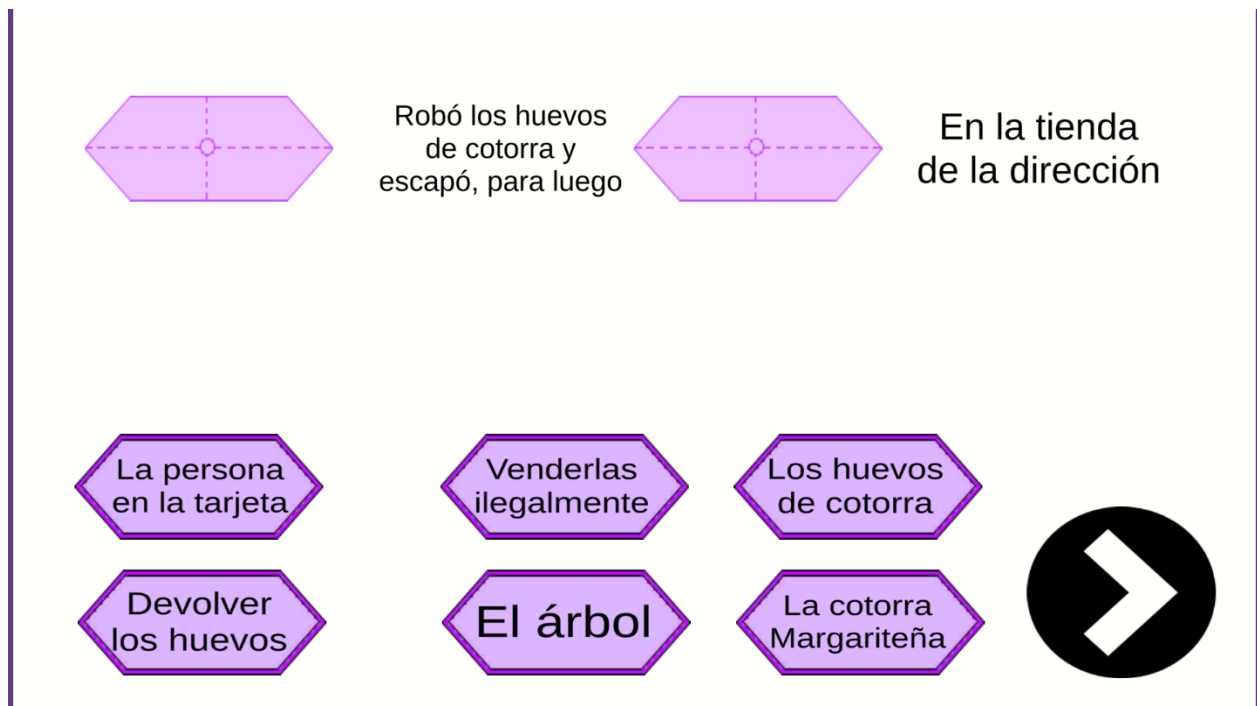 Robó los huevos
de cotorra y
escapó, para luego
En la tienda
de la dirección
La persona
en la tarjeta
Venderlas
ilegalmente
Los huevos
de cotorra
Devolver
los huevos
El árbol
La cotorra
Margariteña